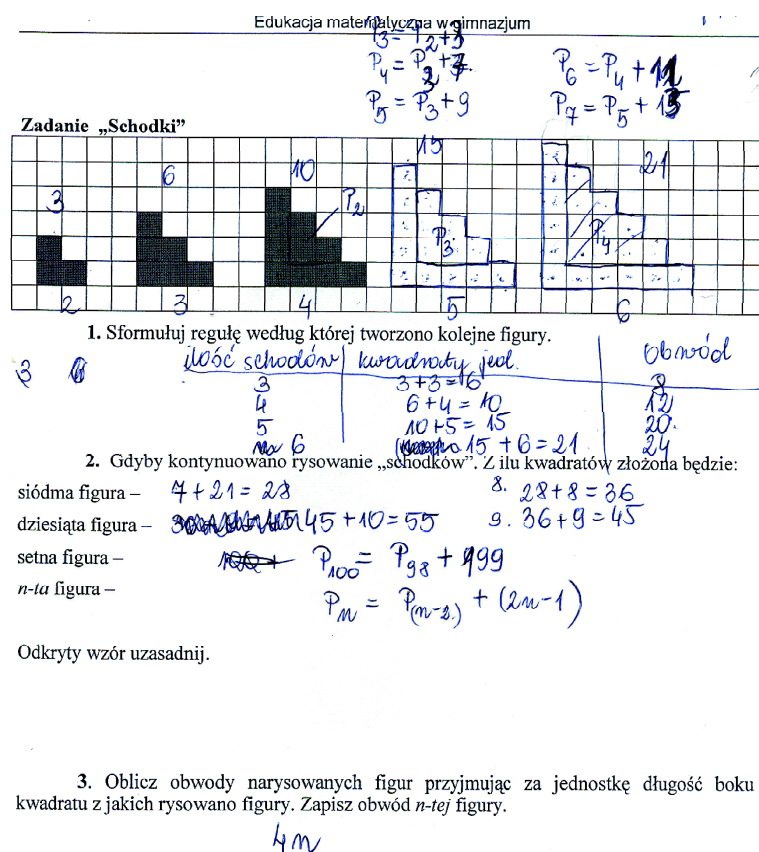 Edukacja matematyczna w gimnazjum
P3 = P2+3
P4 = P2+7
P6 = P4+11
P5 = P3+9
P7 = P5+13
Zadanie „Schodki”
3 6 10 15 21
P2 P3 P4
2 3 4 5 6
1. Sformułuj regułę według której tworzono kolejne figury.
ilość schodów kwadraty jed. Obwód
3 6
3 3+3=6 8
4 6+4=10 12
5 10+5=15 20
6 15+6=21 24
2. Gdyby kontynuowano rysowanie „schodków”. Z ilu kwadratów złożona będzie:
siódma figura – 7+21=28 8. 28+8=36
dziesiąta figura – 45+10=55 9. 36+9=45
setna figura – P100 = P98 + 199
n-ta figura –
Pn = P(n-2) + (2n-1)
Odkryty wzór uzasadnij.
3. Oblicz obwody narysowanych figur przyjmując za jednostkę długość boku
kwadratu z jakich rysowano figury. Zapisz obwód n-tej figury.
4n